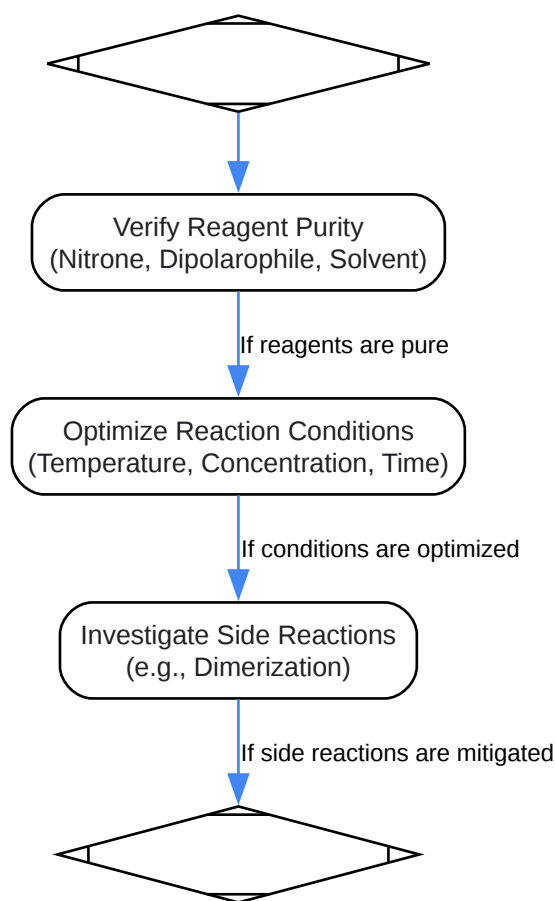 Verify Reagent Purity
(Nitrone, Dipolarophile, Solvent)
If reagents are pure
Optimize Reaction Conditions
(Temperature, Concentration, Time)
If conditions are optimized
Investigate Side Reactions
(e.g., Dimerization)
If side reactions are mitigated